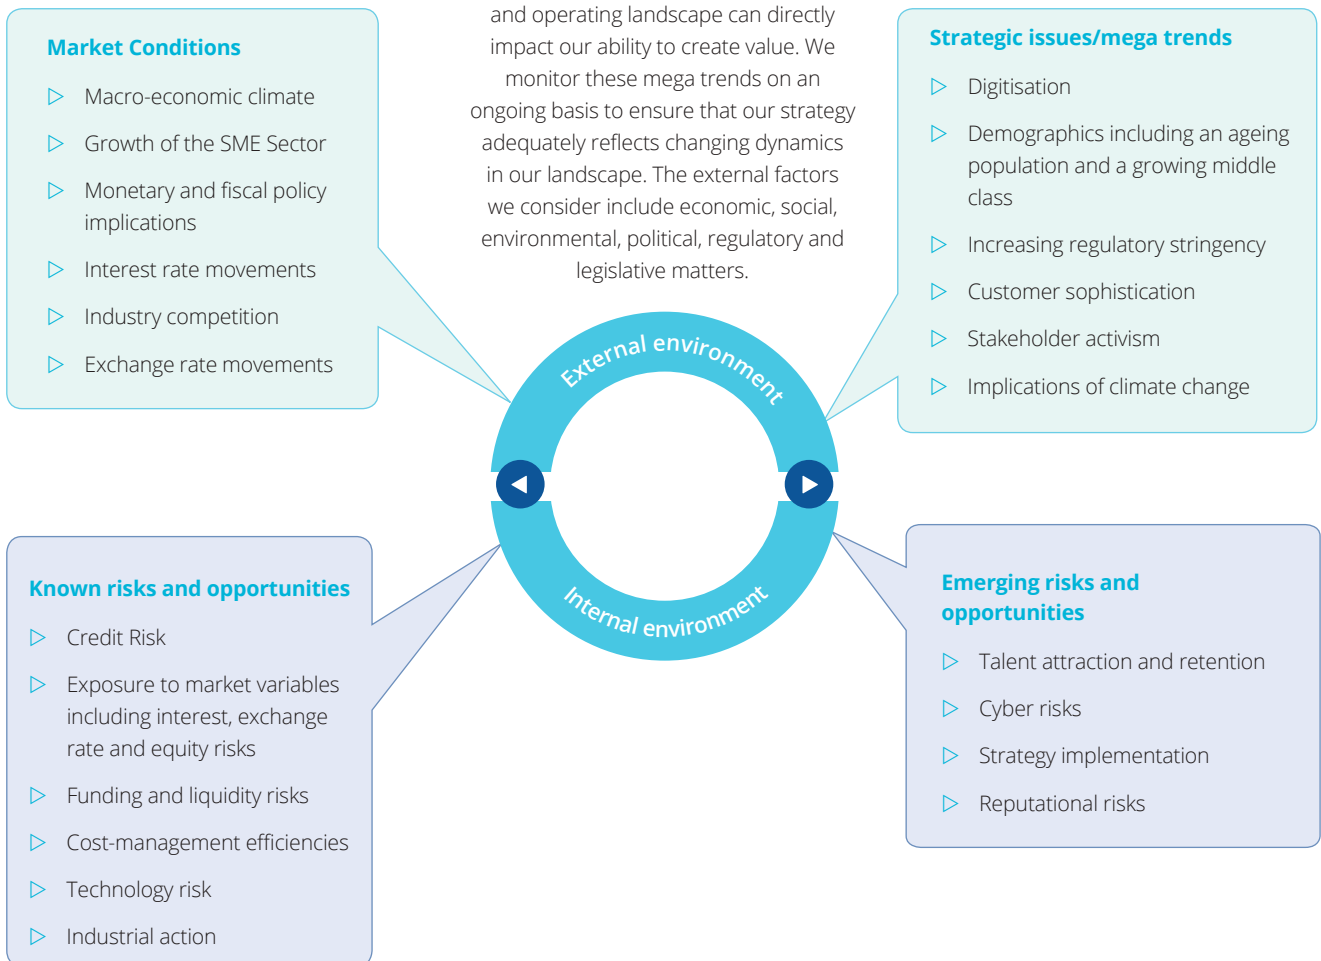 and operating landscape can directly
impact our ability to create value. We
monitor these mega trends on an
ongoing basis to ensure that our strategy
adequately reflects changing dynamics
in our landscape. The external factors
we consider include economic, social,
environmental, political, regulatory and
legislative matters.
Market Conditions
Macro-economic climate
Growth of the SME Sector
Monetary and fiscal policy
implications
Interest rate movements
Industry competition
Exchange rate movements
Strategic issues/mega trends
Digitisation
Demographics including an ageing
population and a growing middle
class
Increasing regulatory stringency
Customer sophistication
Stakeholder activism
Implications of climate change
External environment
Internal environment
Known risks and opportunities
Credit Risk
Exposure to market variables
including interest, exchange
rate and equity risks
Funding and liquidity risks
Cost-management efficiencies
Technology risk
Industrial action
Emerging risks and
opportunities
Talent attraction and retention
Cyber risks
Strategy implementation
Reputational risks